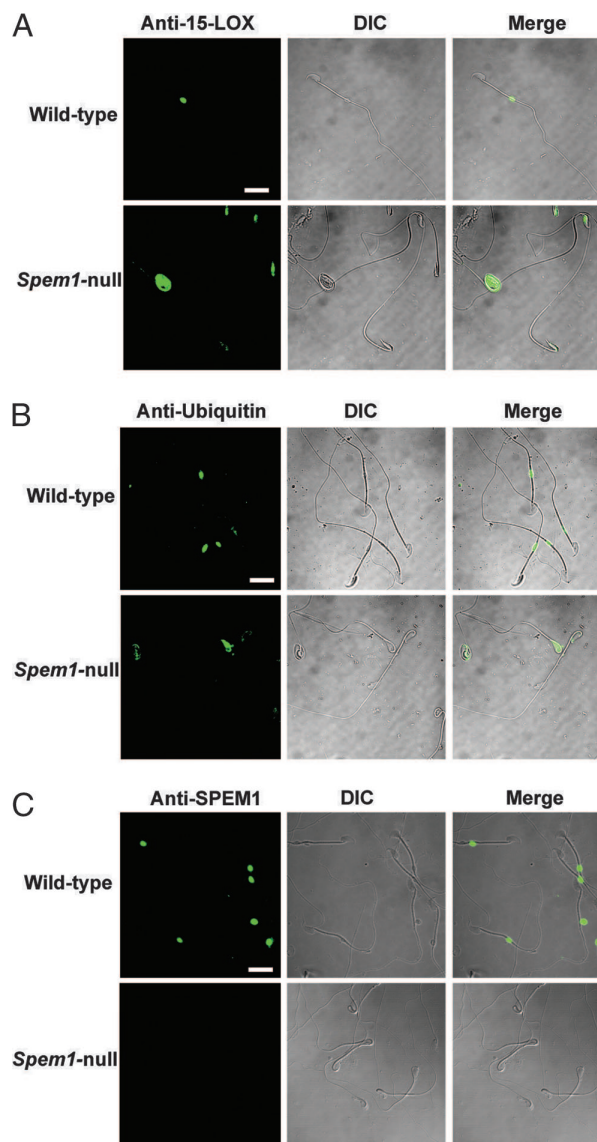 A
Anti-15-LOX DIC Merge
Wild-type
Spem1-null
B
Anti-Ubiquitin DIC Merge
Wild-type
Spem1-null
C
Anti-SPEM1 DIC Merge
Wild-type
Spem1-null